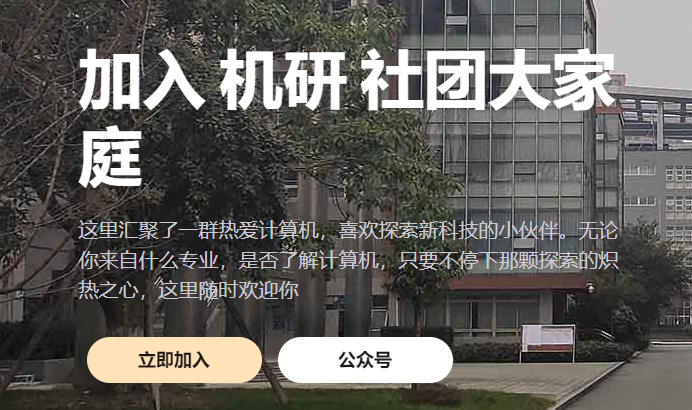 加入 机研 社团大家
庭
这里汇聚了一群热爱计算机，喜欢探索新科技的小伙伴。无论
你来自什么专业，是否了解计算机，只要不停下那颗探索的炽
热之心，这里随时欢迎你
立即加入
公众号